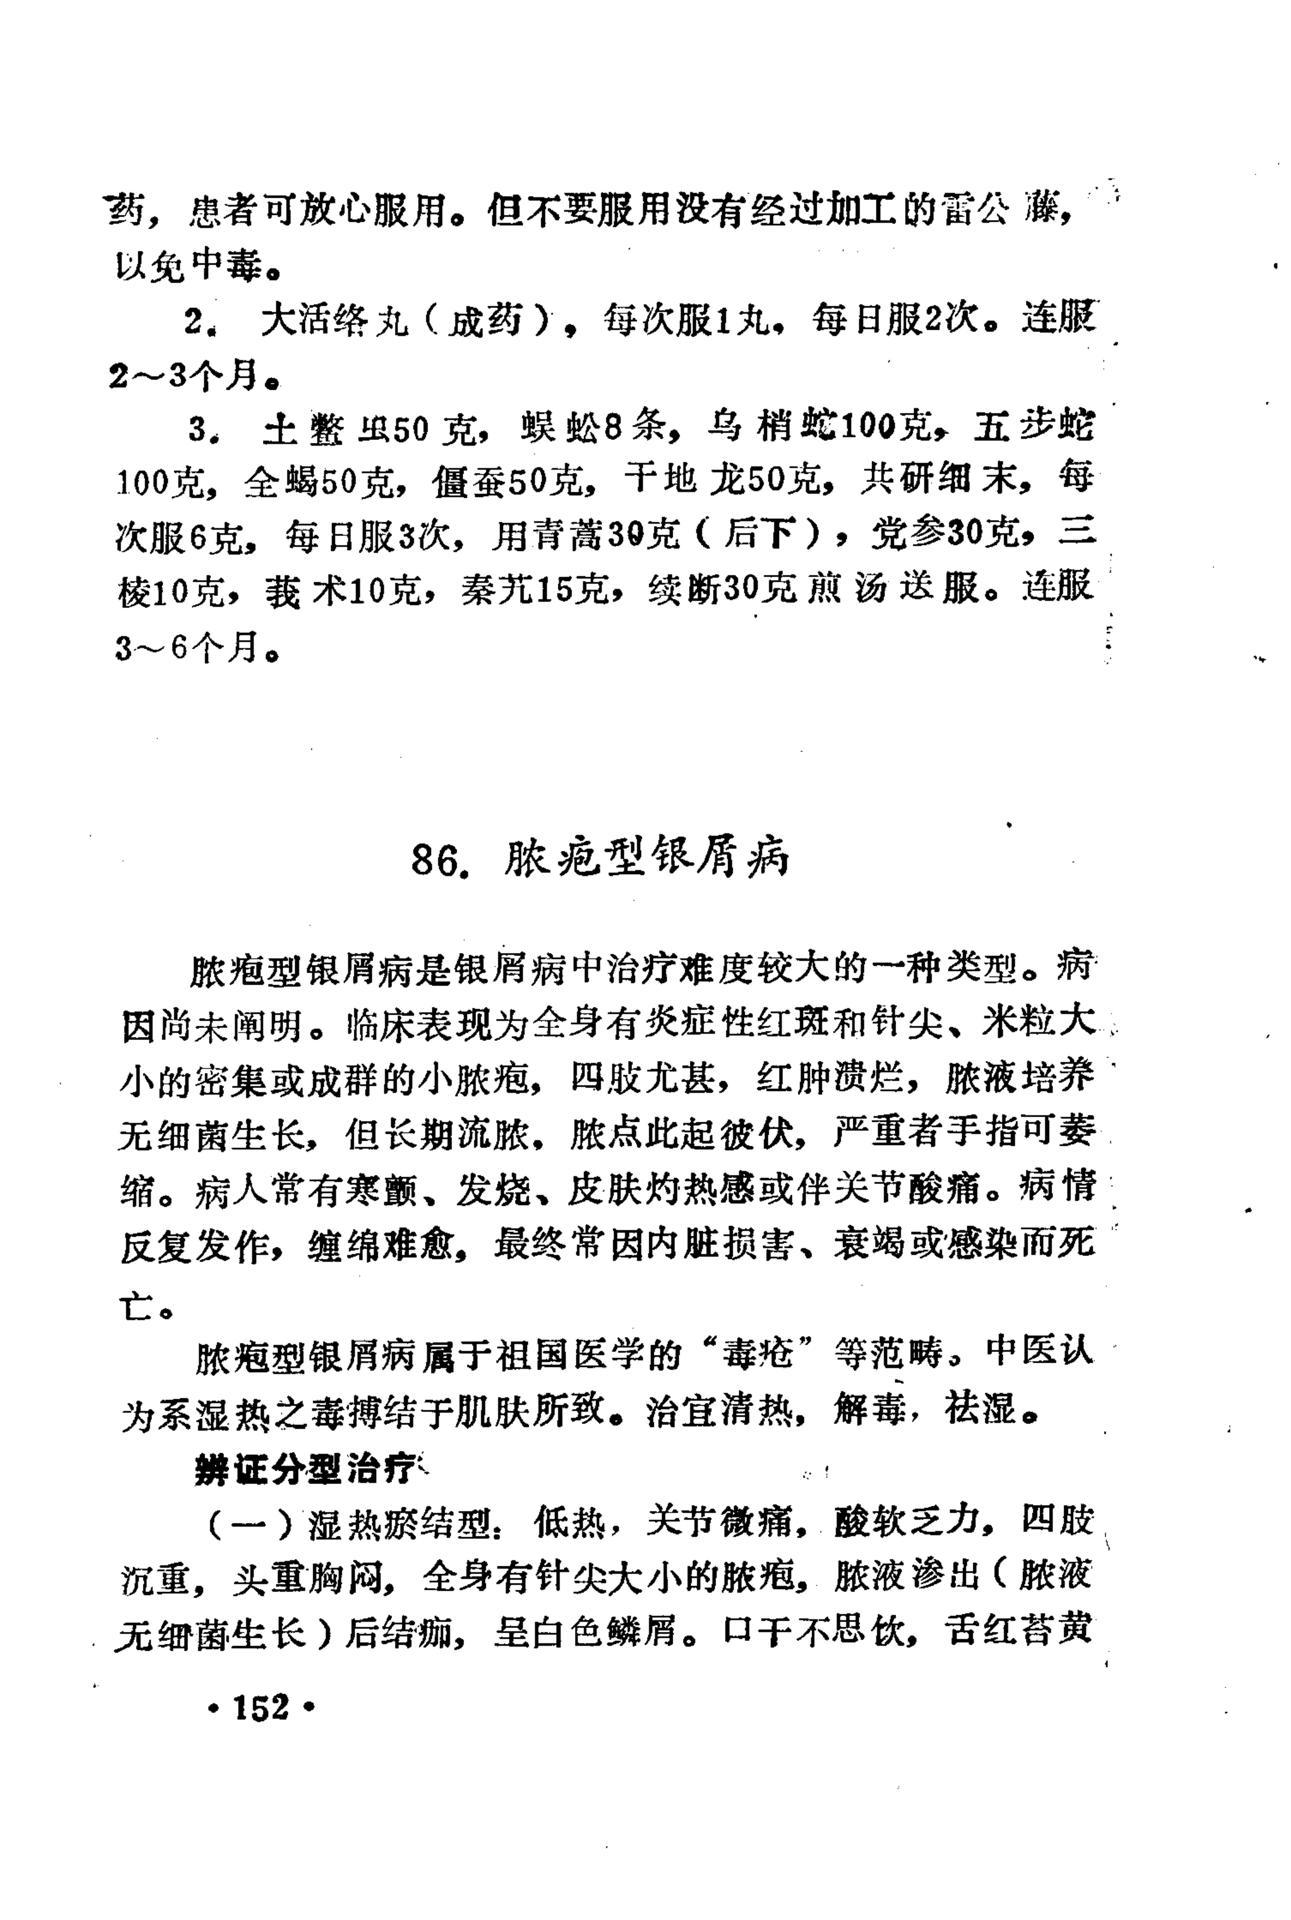 药，患者可放心服用。但不要服用没有经过加工的雷公藤，
以免中毒。
2. 大活络丸（成药），每次服1丸，每日服2次。连服
2～3个月。
3. 土鳖虫50克，蜈蚣8条，乌梢蛇100克，五步蛇
100克，全蝎50克，僵蚕50克，干地龙50克，共研细末，每
次服6克，每日服3次，用青蒿30克（后下），党参30克，三
棱10克，莪术10克，秦艽15克，续断30克煎汤送服。连服
3～6个月。
86. 脓疱型银屑病
脓疱型银屑病是银屑病中治疗难度较大的一种类型。病
因尚未阐明。临床表现为全身有炎症性红斑和针尖、米粒大
小的密集或成群的小脓疱，四肢尤甚，红肿溃烂，脓液培养
无细菌生长，但长期流脓，脓点此起彼伏，严重者手指可萎
缩。病人常有寒颤、发烧、皮肤灼热感或伴关节酸痛。病情
反复发作，缠绵难愈，最终常因内脏损害、衰竭或感染而死
亡。
脓疱型银屑病属于祖国医学的“毒疮”等范畴。中医认
为系湿热之毒搏结于肌肤所致。治宜清热，解毒，祛湿。
辨证分型治疗
（一）湿热瘀结型：低热，关节微痛，酸软乏力，四肢
沉重，头重胸闷，全身有针尖大小的脓疱，脓液渗出（脓液
无细菌生长）后结痂，呈白色鳞屑。口干不思饮，舌红苔黄
·152·